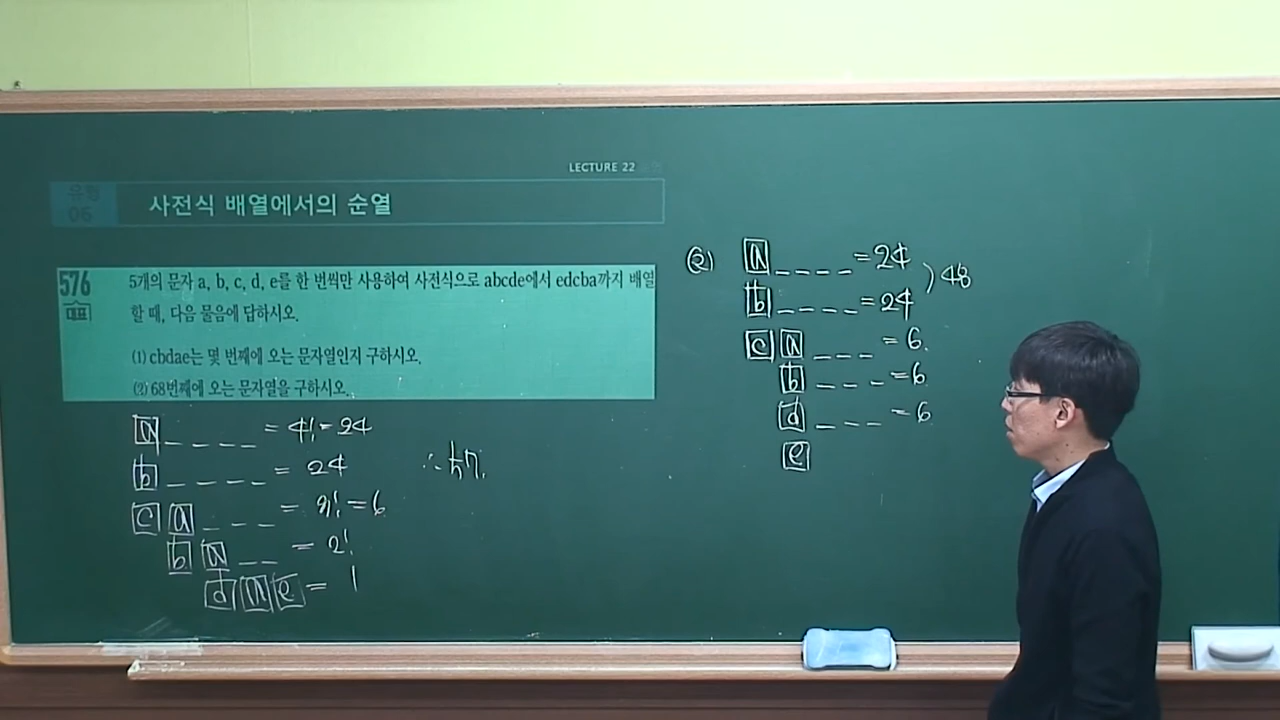 LECTURE 22
유형 06
사전식 배열에서의 순열
576
대표
5개의 문자 a, b, c, d, e를 한 번씩만 사용하여 사전식으로 abcde에서 edcba까지 배열
할 때, 다음 물음에 답하시오.
(1) cbdae는 몇 번째에 오는 문자열인지 구하시오.
(2) 68번째에 오는 문자열을 구하시오.
a _ _ _ _ = 4! = 24
b _ _ _ _ = 24
c a _ _ _ = 3! = 6
b a _ _ = 2!
d a e = 1
∴ 57.
(2)
a _ _ _ _ = 24
b _ _ _ _ = 24
) 48
c a _ _ _ = 6.
b _ _ _ = 6
d _ _ _ = 6
e